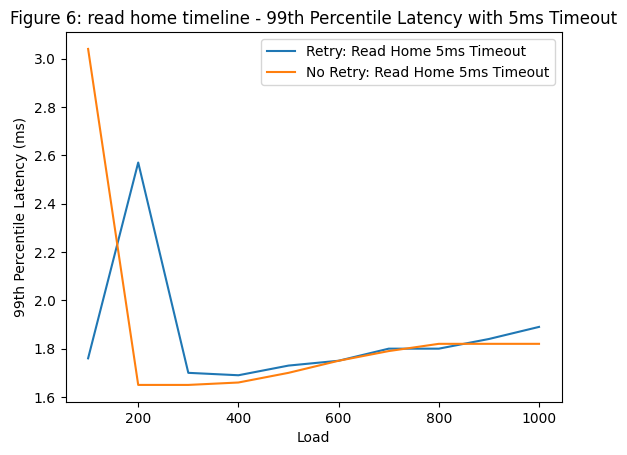 Figure 6: read home timeline - 99th Percentile Latency with 5ms Timeout
Retry: Read Home 5ms Timeout
No Retry: Read Home 5ms Timeout
99th Percentile Latency (ms)
3.0
2.8
2.6
2.4
2.2
2.0
1.8
1.6
200
400
600
800
1000
Load